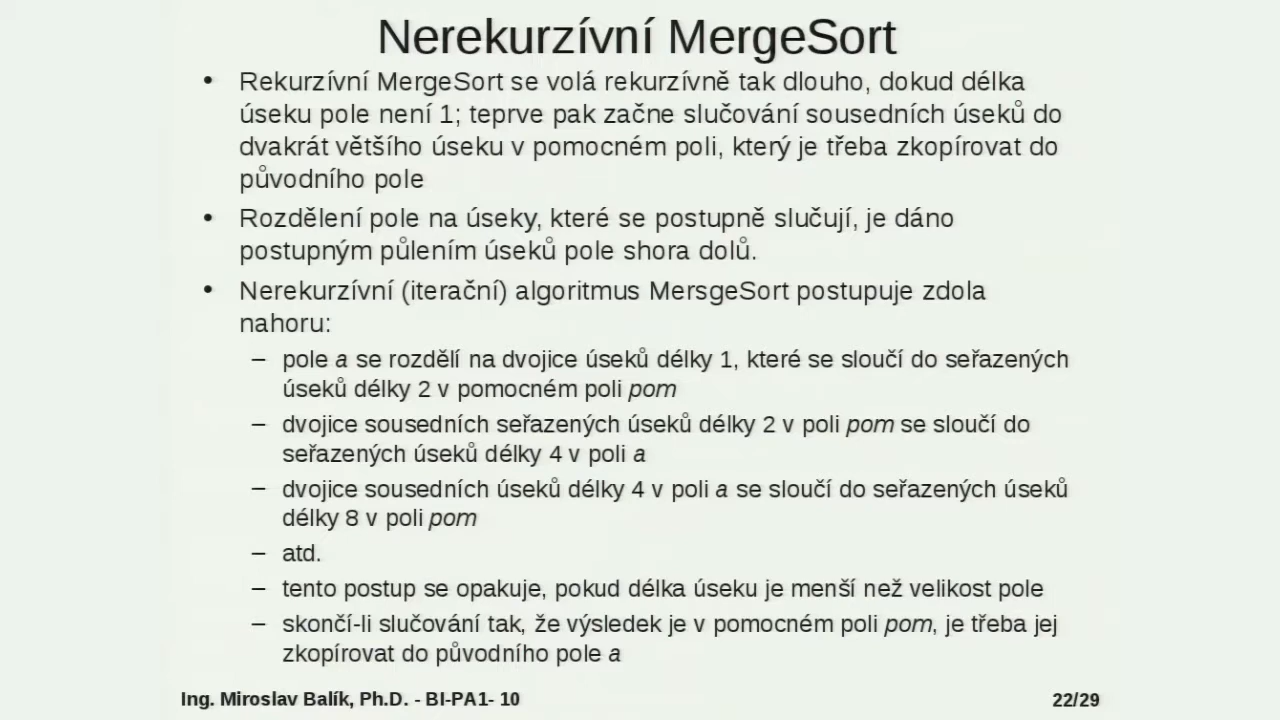 Nerekurzívní MergeSort
• Rekurzívní MergeSort se volá rekurzívně tak dlouho, dokud délka
úseku pole není 1; teprve pak začne slučování sousedních úseků do
dvakrát většího úseku v pomocném poli, který je třeba zkopírovat do
původního pole
• Rozdělení pole na úseky, které se postupně slučují, je dáno
postupným půlením úseků pole shora dolů.
• Nerekurzívní (iterační) algoritmus MersgeSort postupuje zdola
nahoru:
– pole a se rozdělí na dvojice úseků délky 1, které se sloučí do seřazených
úseků délky 2 v pomocném poli pom
– dvojice sousedních seřazených úseků délky 2 v poli pom se sloučí do
seřazených úseků délky 4 v poli a
– dvojice sousedních úseků délky 4 v poli a se sloučí do seřazených úseků
délky 8 v poli pom
– atd.
– tento postup se opakuje, pokud délka úseku je menší než velikost pole
– skončí-li slučování tak, že výsledek je v pomocném poli pom, je třeba jej
zkopírovat do původního pole a
Ing. Miroslav Balík, Ph.D. - BI-PA1- 10
22/29